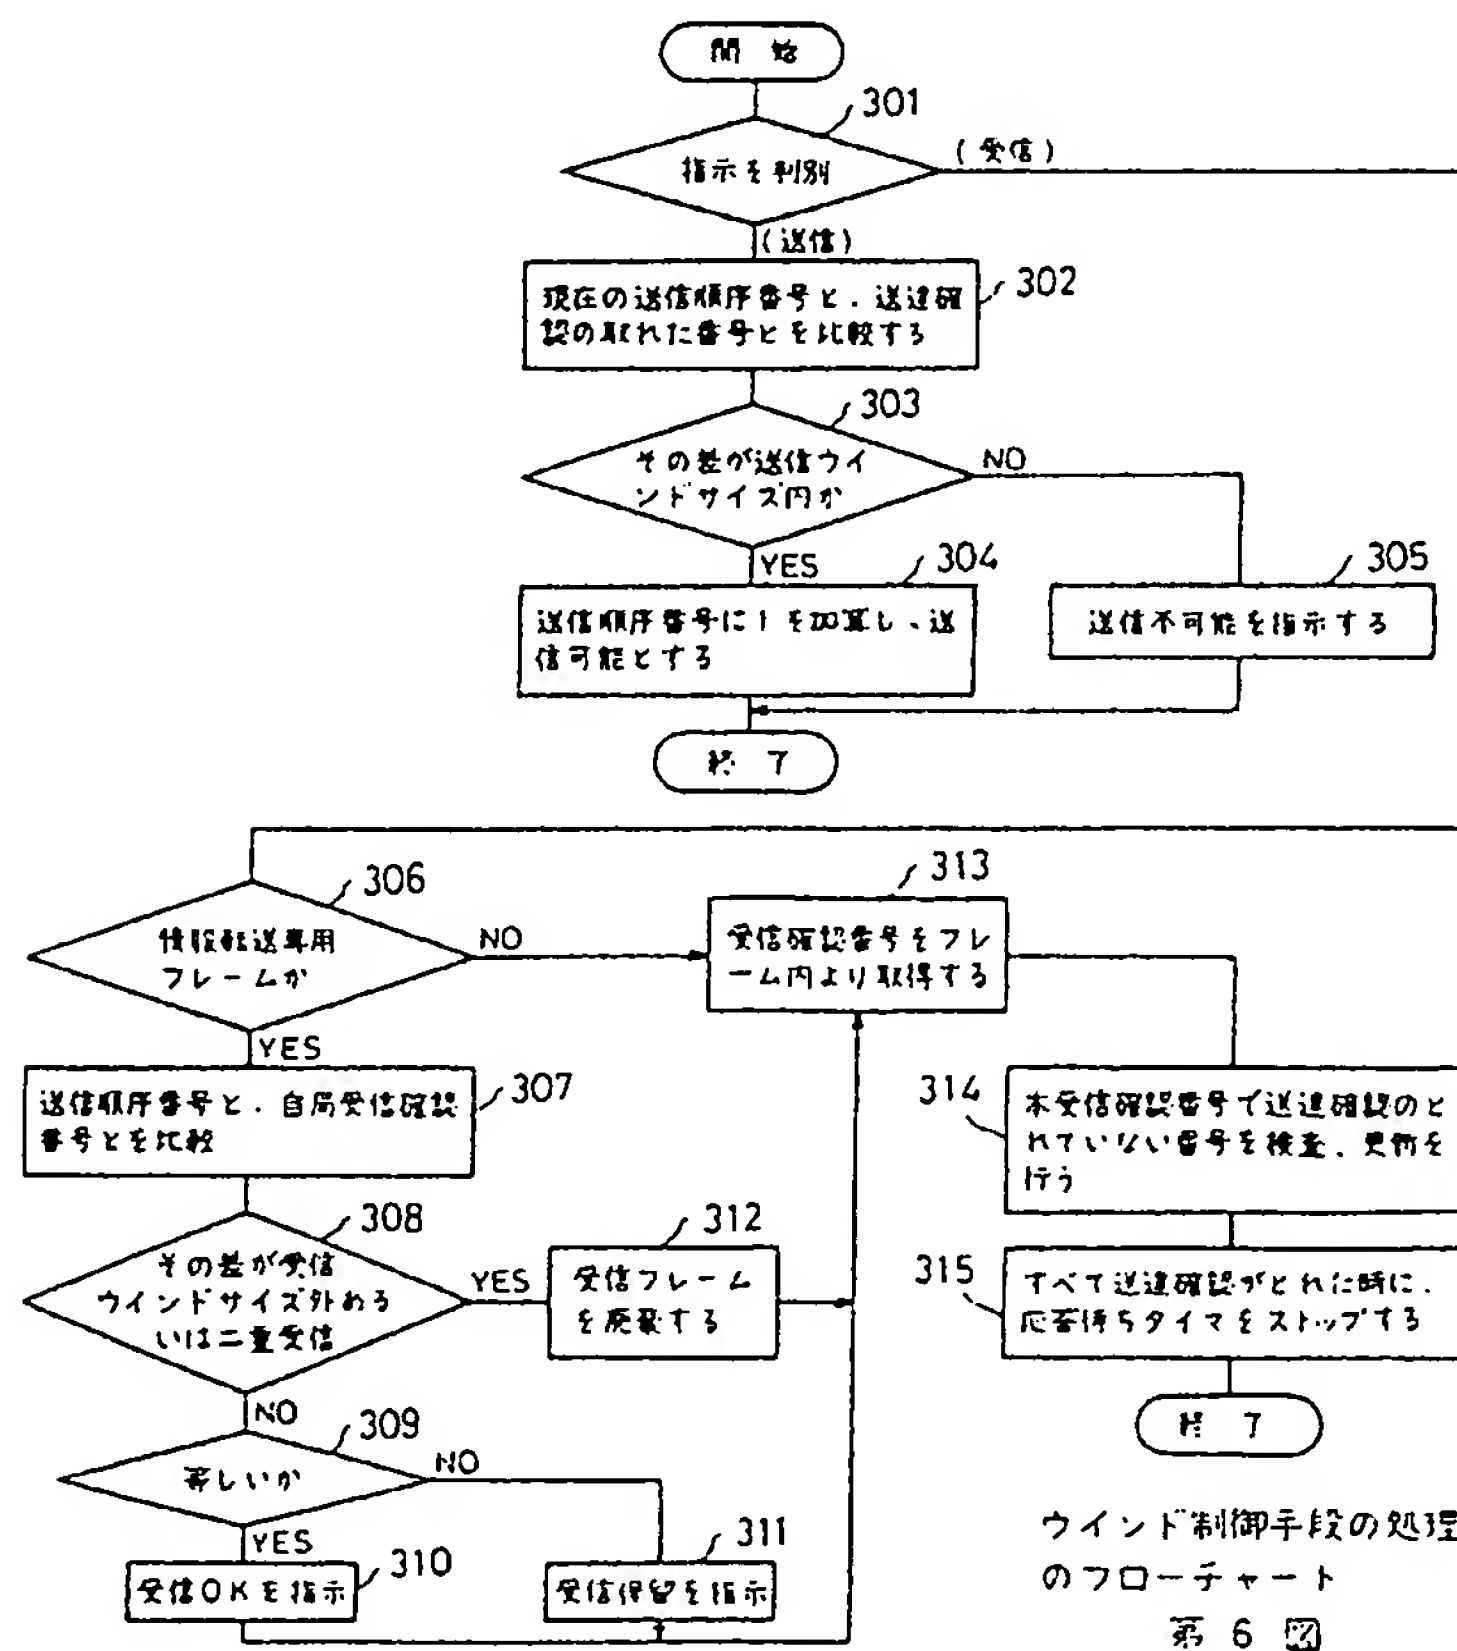 開 始
301
指示を判別
(受信)
(送信)
現在の送信順序番号と,送達確
認の取れた番号とを比較する
302
303
その差が送信ウイ
ンドサイズ内か
NO
YES
304
送信順序番号に1を加算し、送
信可能とする
305
送信不可能を指示する
終 了
306
情報転送専用
フレームか
NO
YES
313
受信確認番号をフレ
ーム内より取得する
送信順序番号と,自局受信確認
番号とを比較
307
314
本受信確認番号で送達確認のと
れていない番号を検査、更新を
行う
308
その差が受信
ウインドサイズ外ある
いは二重受信
YES
312
受信フレーム
を廃棄する
315
すべて送達確認がとれた時に、
応答待ちタイマをストップする
NO
終 了
309
等しいか
NO
YES
310
受信OKを指示
311
受信保留を指示
ウインド制御手段の処理
のフローチャート
第 6 図